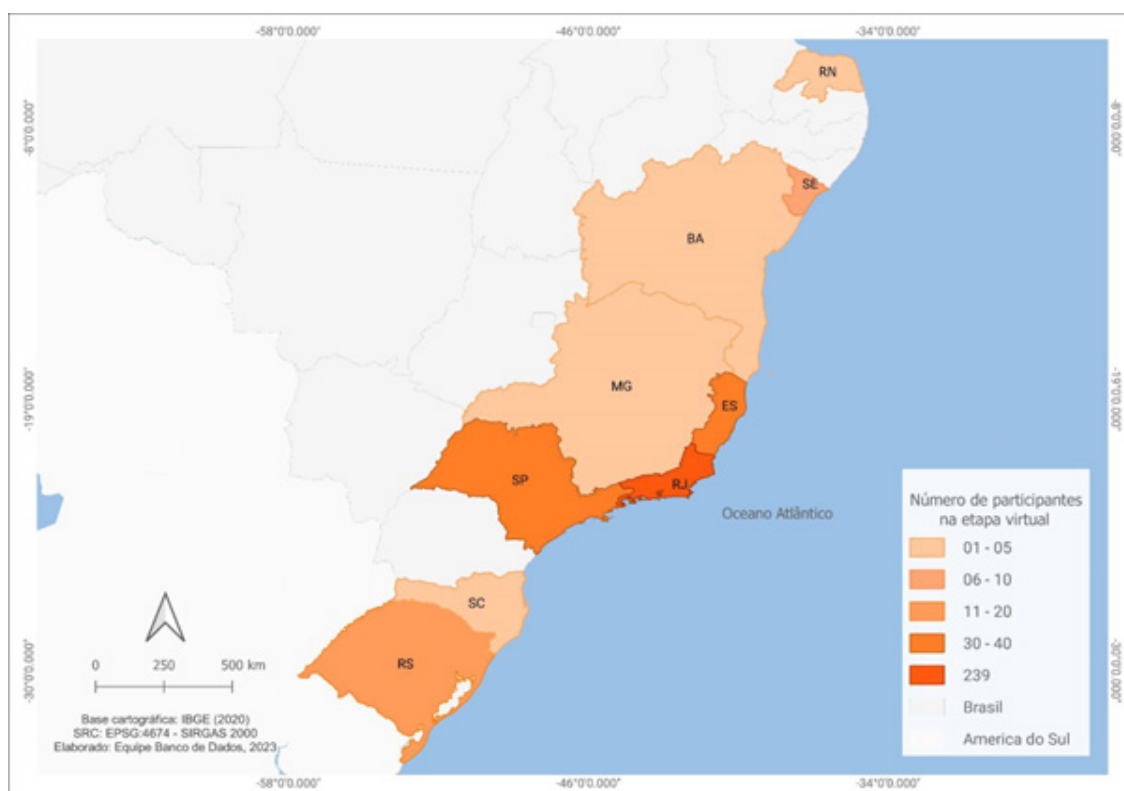 -58°0'0.000"
-46°0'0.000"
-34°0'0.000"
-8°0'0.000"
-8°0'0.000"
RN
SE
BA
MG
ES
-19°0'0.000"
-19°0'0.000"
SP
RJ
Oceano Atlântico
SC
RS
-30°0'0.000"
-30°0'0.000"
Número de participantes
na etapa virtual
01 - 05
06 - 10
11 - 20
30 - 40
239
Brasil
America do Sul
0 250 500 km
Base cartográfica: IBGE (2020)
SRC: EPSG:4674 - SIRGAS 2000
Elaborado: Equipe Banco de Dados, 2023
-58°0'0.000"
-46°0'0.000"
-34°0'0.000"